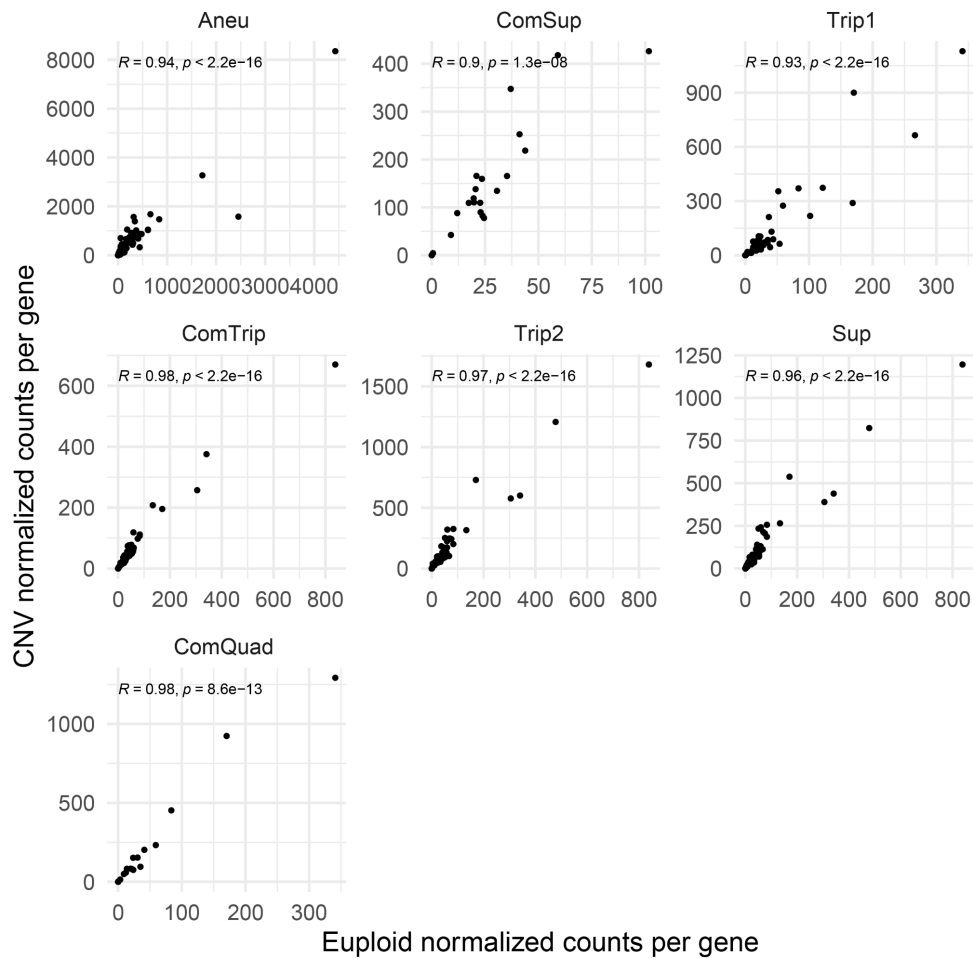 Aneu
ComSup
Trip1
8000
6000
4000
2000
0
R = 0.94, p < 2.2e−16
0 1000 2000 3000 4000
400
300
200
100
0
R = 0.9, p = 1.3e−08
0 25 50 75 100
900
600
300
0
R = 0.93, p < 2.2e−16
0 100 200 300
ComTrip
Trip2
Sup
600
400
200
0
R = 0.98, p < 2.2e−16
0 200 400 600 800
1500
1000
500
0
R = 0.97, p < 2.2e−16
0 200 400 600 800
1250
1000
750
500
250
0
R = 0.96, p < 2.2e−16
0 200 400 600 800
ComQuad
1000
500
0
R = 0.98, p = 8.6e−13
0 100 200 300
CNV normalized counts per gene
Euploid normalized counts per gene